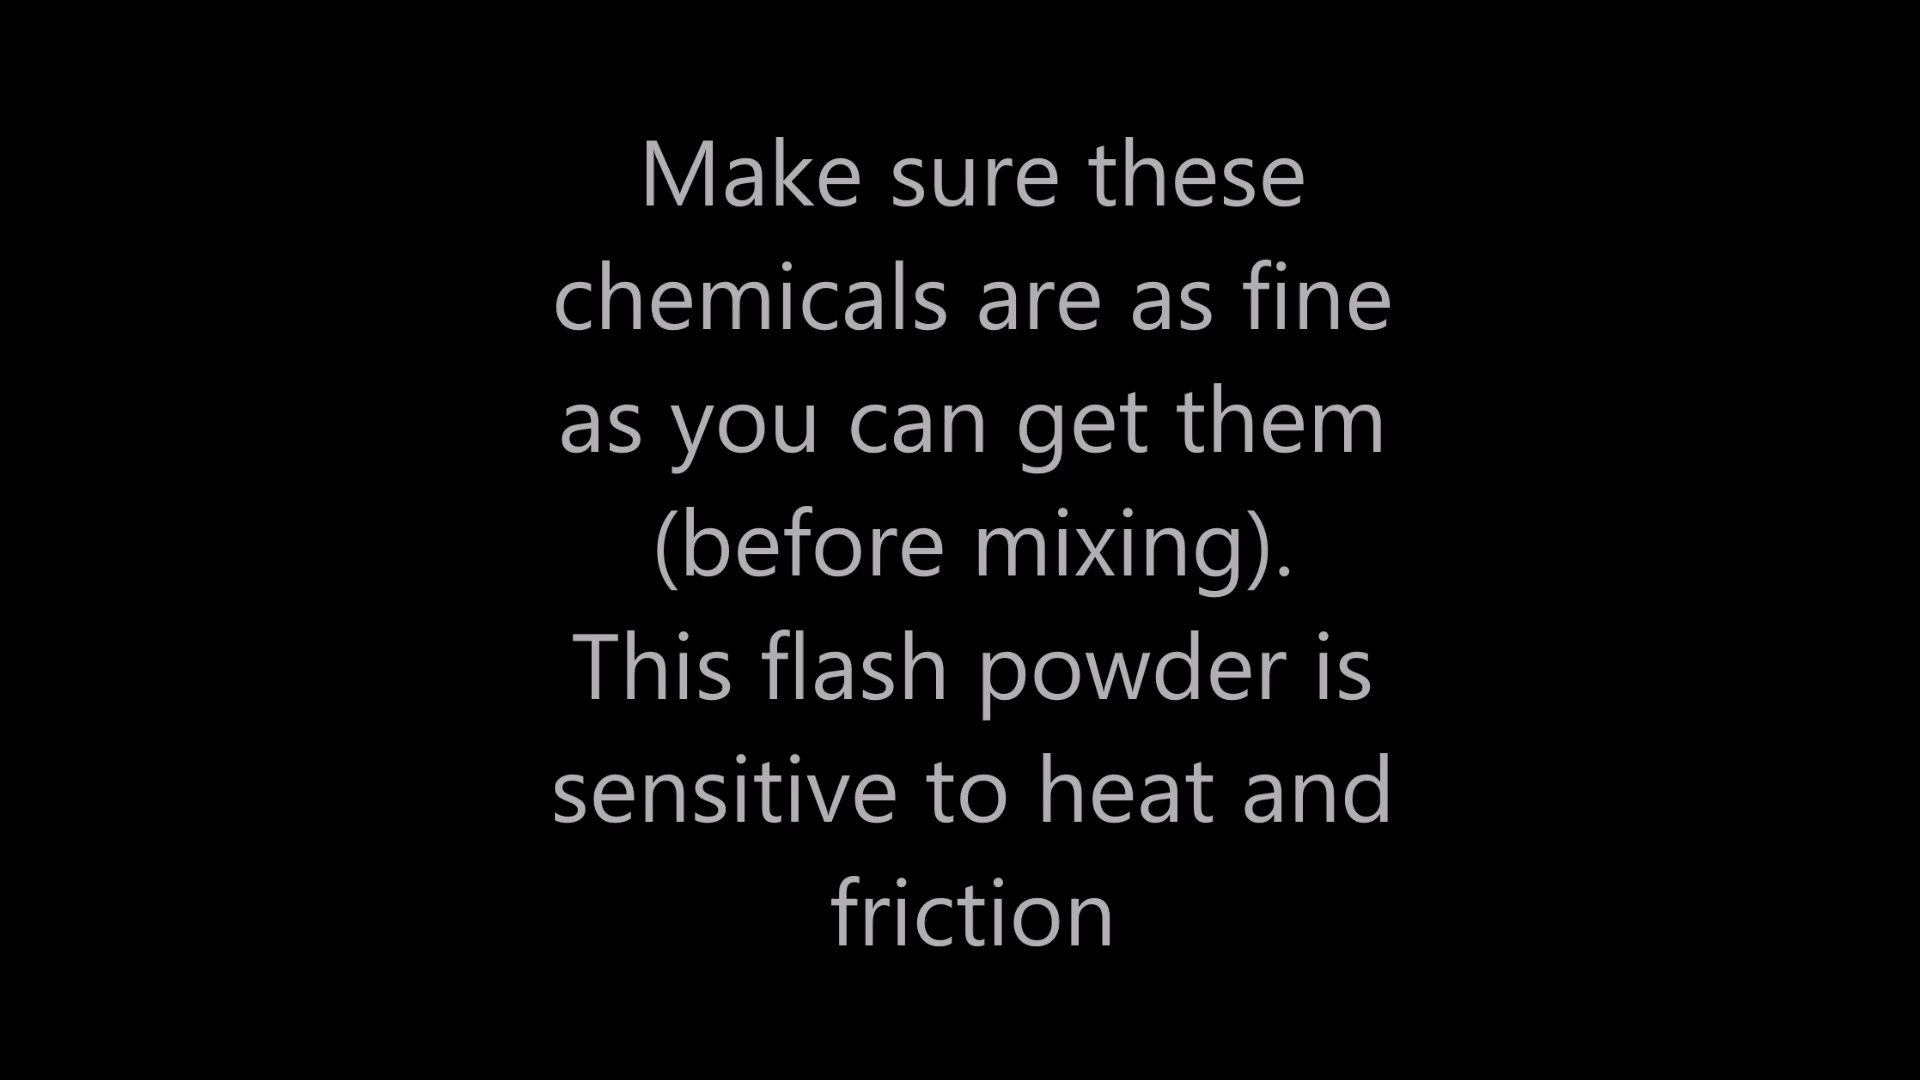 Make sure these
chemicals are as fine
as you can get them
(before mixing).
This flash powder is
sensitive to heat and
friction